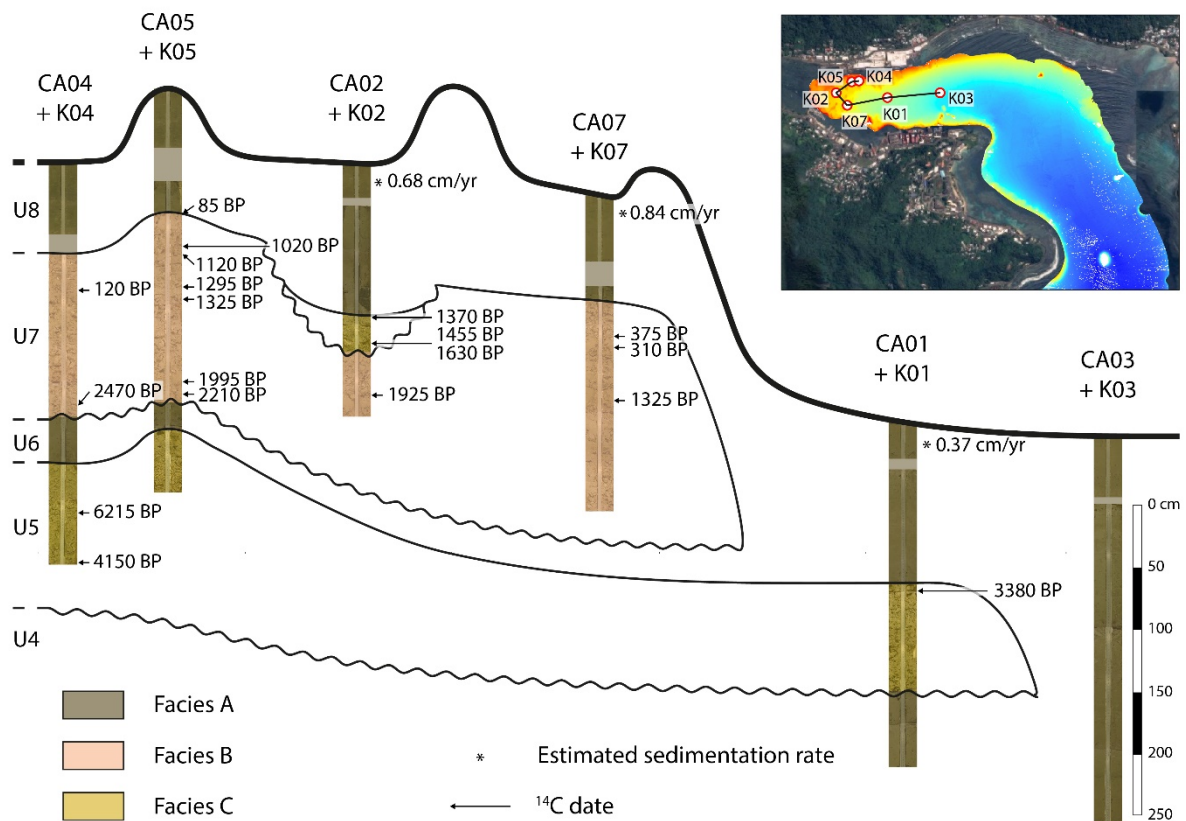 CA05
+ K05
CA04
+ K04
CA02
+ K02
CA07
+ K07
K05
K04
K02
K07
K01
K03
U8
85 BP
* 0.68 cm/yr
* 0.84 cm/yr
1020 BP
1120 BP
120 BP
1295 BP
1325 BP
U7
1370 BP
1455 BP
1630 BP
375 BP
310 BP
CA01
+ K01
CA03
+ K03
1995 BP
2470 BP
2210 BP
1925 BP
1325 BP
U6
* 0.37 cm/yr
U5
6215 BP
4150 BP
0 cm
50
3380 BP
100
U4
150
200
250
Facies A
Facies B
* Estimated sedimentation rate
Facies C
14C date